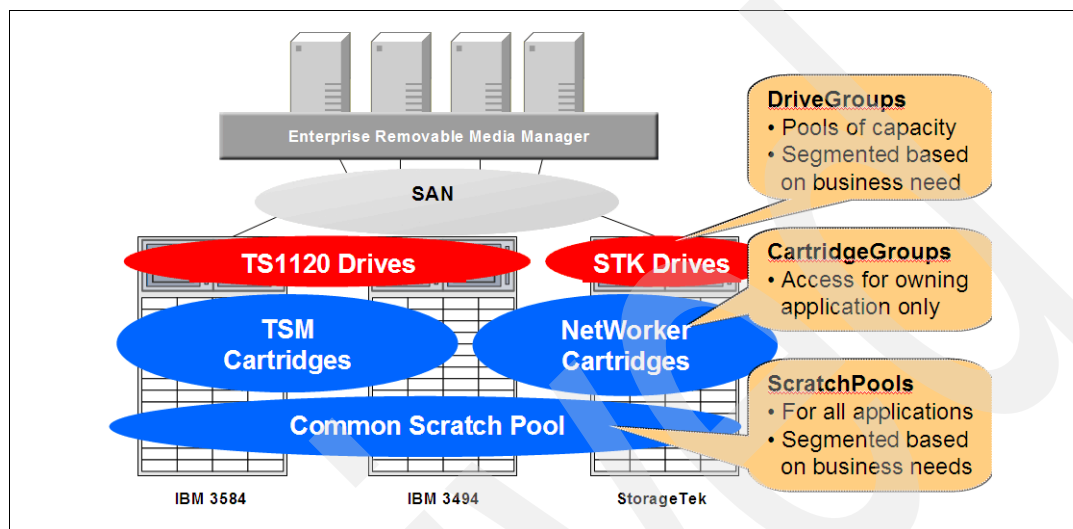 Enterprise Removable Media Manager
SAN
TS1120 Drives
STK Drives
TSM
Cartridges
NetWorker
Cartridges
Common Scratch Pool
IBM 3584
IBM 3494
StorageTek
DriveGroups
• Pools of capacity
• Segmented based
on business need
CartridgeGroups
• Access for owning
application only
ScratchPools
• For all applications
• Segmented based
on business needs